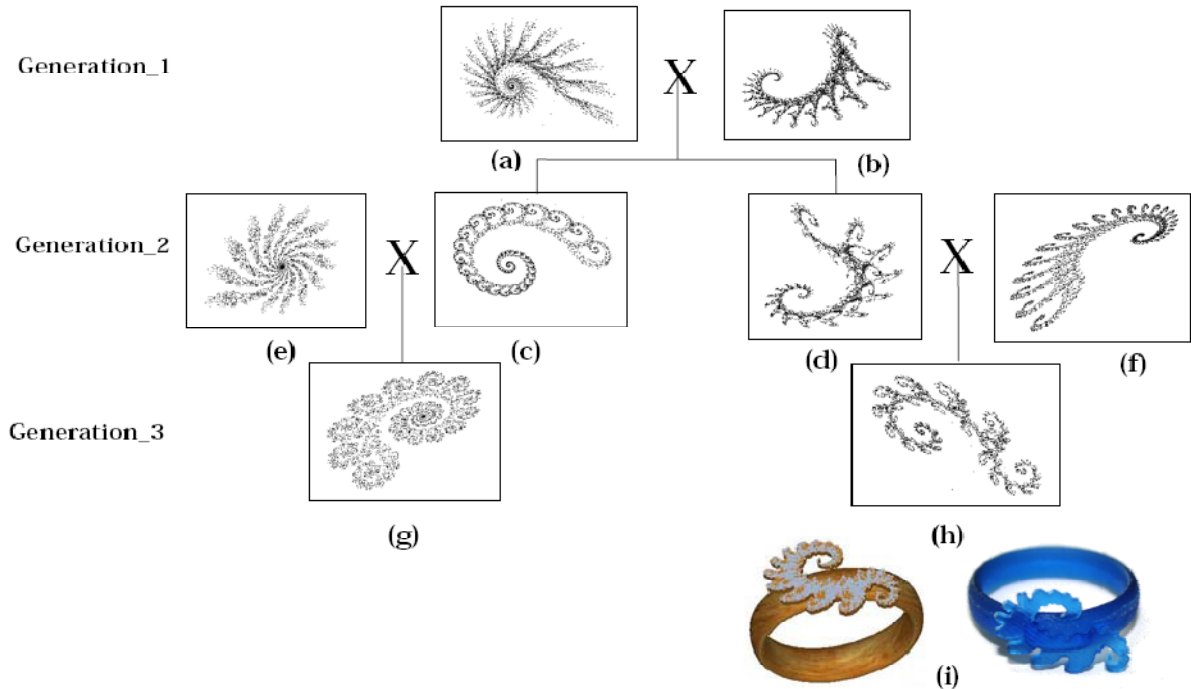 Generation_1
X
(a)
(b)
Generation_2
X
X
(e)
(c)
(d)
(f)
Generation_3
(g)
(h)
(i)